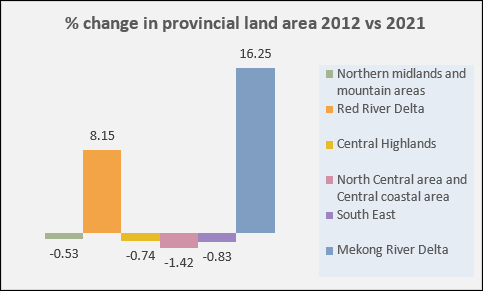 % change in provincial land area 2012 vs 2021
16.25
8.15
-0.53
-0.74
-1.42
-0.83
Northern midlands and
mountain areas
Red River Delta
Central Highlands
North Central area and
Central coastal area
South East
Mekong River Delta